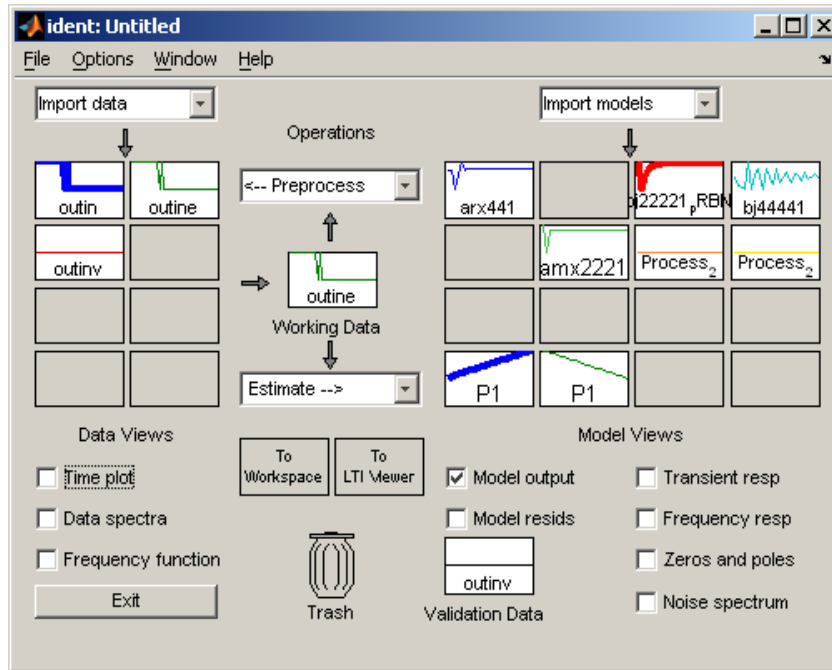 ident: Untitled
File Options Window Help
Import data
Import models
Operations
<-- Preprocess
outin
outine
outinv
outine
Working Data
Estimate -->
arx441
bj22221 pRBN
bj44441
amx2221
Process2
Process2
P1
P1
Data Views
Model Views
To Workspace
To LTI Viewer
Time plot
Data spectra
Frequency function
Exit
Trash
Model output
Model resids
outinv
Validation Data
Transient resp
Frequency resp
Zeros and poles
Noise spectrum